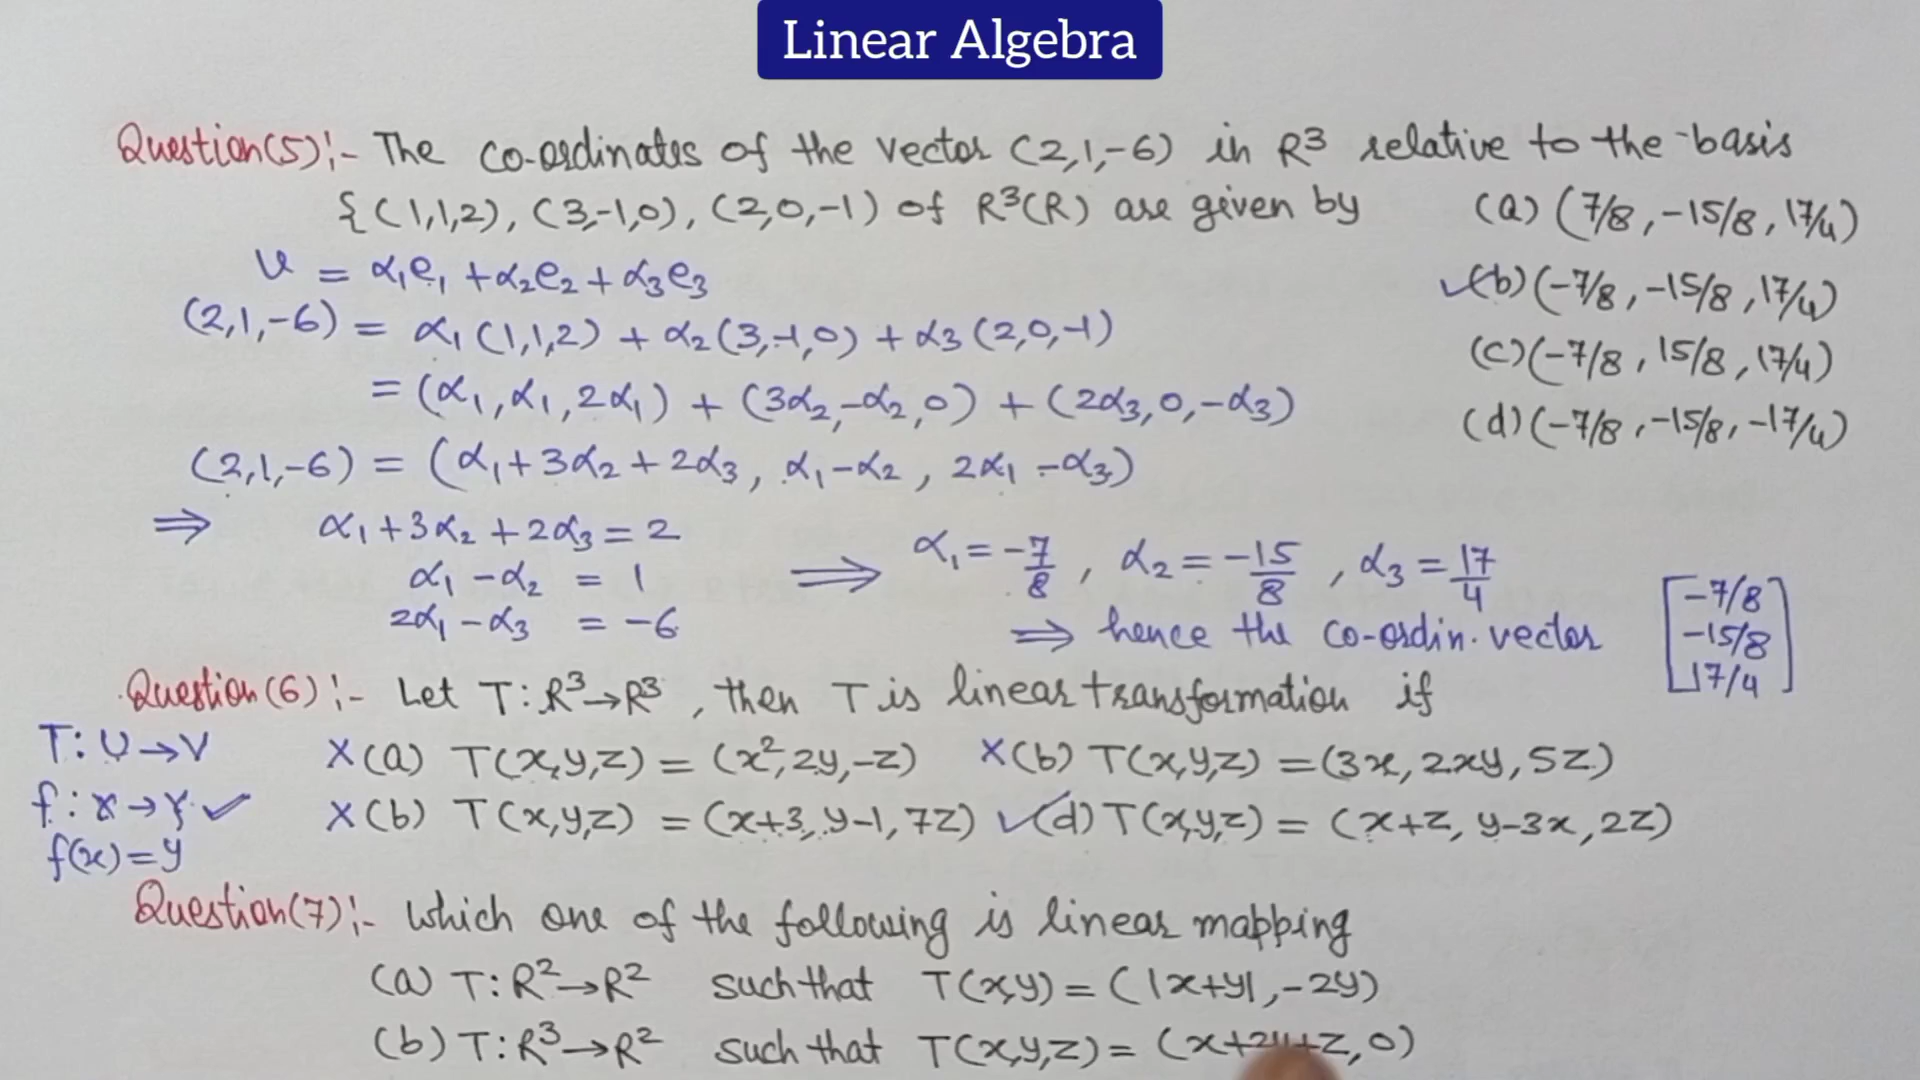 Linear Algebra
Question(5):- The co-ordinates of the vector (2,1,-6) in R³ relative to the basis
{(1,1,2), (3,-1,0), (2,0,-1) of R³(R) are given by
(a) (7/8, -15/8, 17/4)
✓(b) (-7/8, -15/8, 17/4)
(c) (-7/8, 15/8, 17/4)
(d) (-7/8, -15/8, -17/4)
v = α₁e₁ + α₂e₂ + α₃e₃
(2,1,-6) = α₁(1,1,2) + α₂(3,-1,0) + α₃(2,0,-1)
= (α₁, α₁, 2α₁) + (3α₂, -α₂, 0) + (2α₃, 0, -α₃)
(2,1,-6) = (α₁+3α₂+2α₃, α₁-α₂, 2α₁-α₃)
⇒ α₁+3α₂+2α₃ = 2
α₁-α₂ = 1
2α₁-α₃ = -6
⇒ α₁ = -7/8, α₂ = -15/8, α₃ = 17/4
⇒ hence the co-ordin. vector
[-7/8
-15/8
17/4]
Question(6):- Let T: R³→R³, then T is linear transformation if
T: U→V
f: X→Y ✓
f(x)=y
X (a) T(x,y,z) = (x², 2y, -z) X (b) T(x,y,z) = (3x, 2xy, 5z)
X (b) T(x,y,z) = (x+3, y-1, 7z) ✓(d) T(x,y,z) = (x+z, y-3x, 2z)
Question(7):- which one of the following is linear mapping
(a) T: R²→R² such that T(x,y) = (|x+y|, -2y)
(b) T: R³→R² such that T(x,y,z) = (x+2y+z, 0)